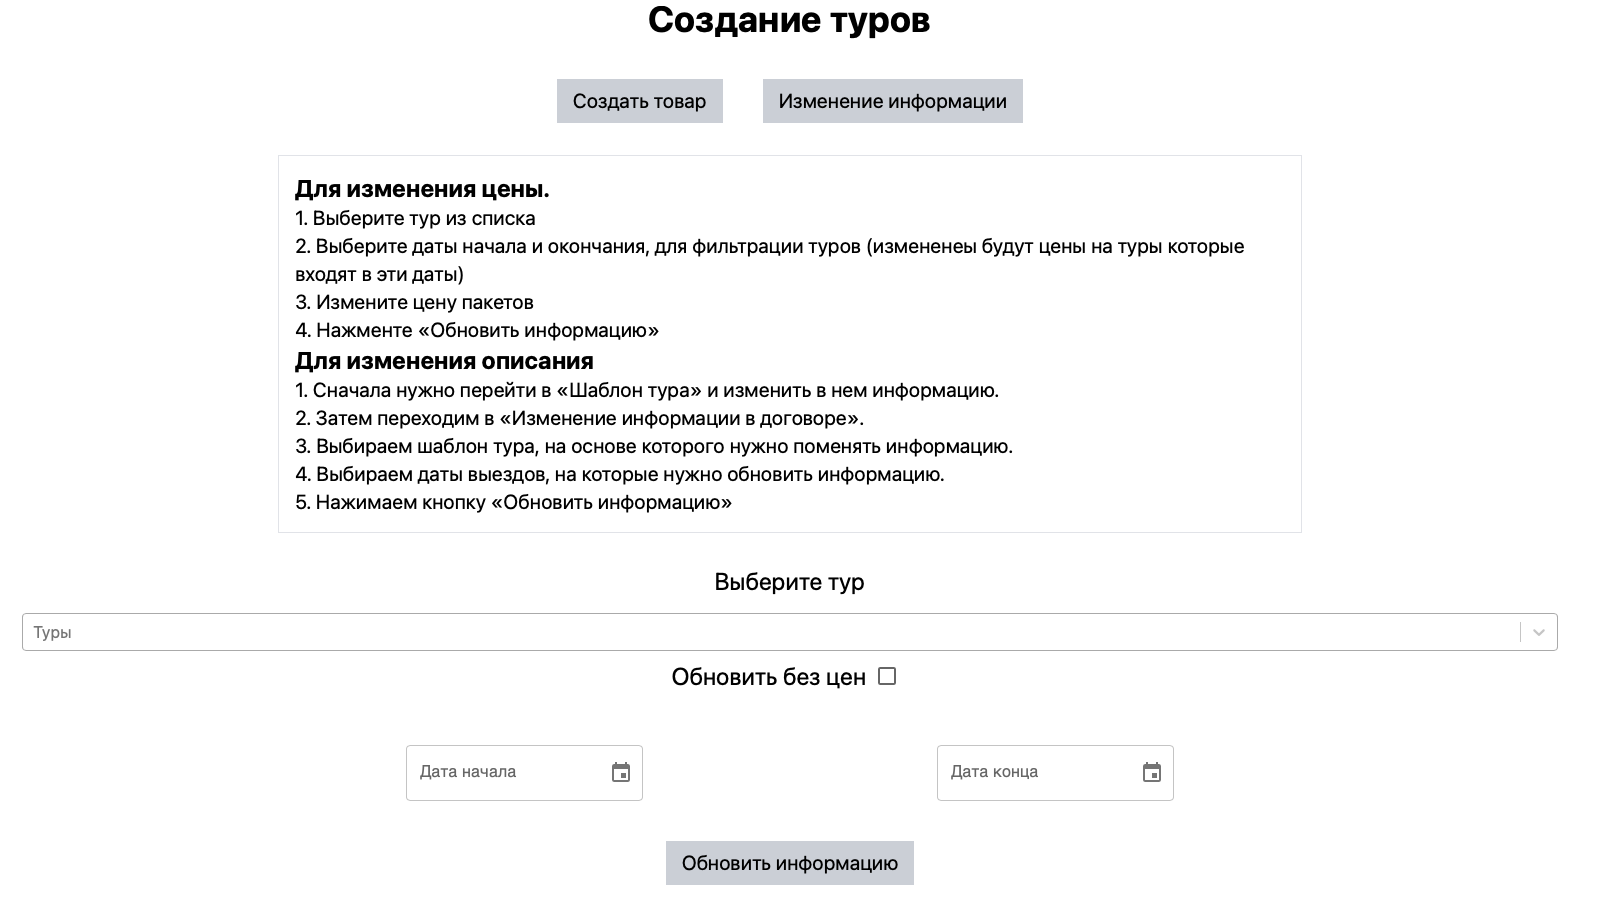 Создание туров
Создать товар
Изменение информации
Для изменения цены.
1. Выберите тур из списка
2. Выберите даты начала и окончания, для фильтрации туров (измененеы будут цены на туры которые
входят в эти даты)
3. Измените цену пакетов
4. Нажменте «Обновить информацию»
Для изменения описания
1. Сначала нужно перейти в «Шаблон тура» и изменить в нем информацию.
2. Затем переходим в «Изменение информации в договоре».
3. Выбираем шаблон тура, на основе которого нужно поменять информацию.
4. Выбираем даты выездов, на которые нужно обновить информацию.
5. Нажимаем кнопку «Обновить информацию»
Выберите тур
Туры
Обновить без цен
Дата начала
Дата конца
Обновить информацию